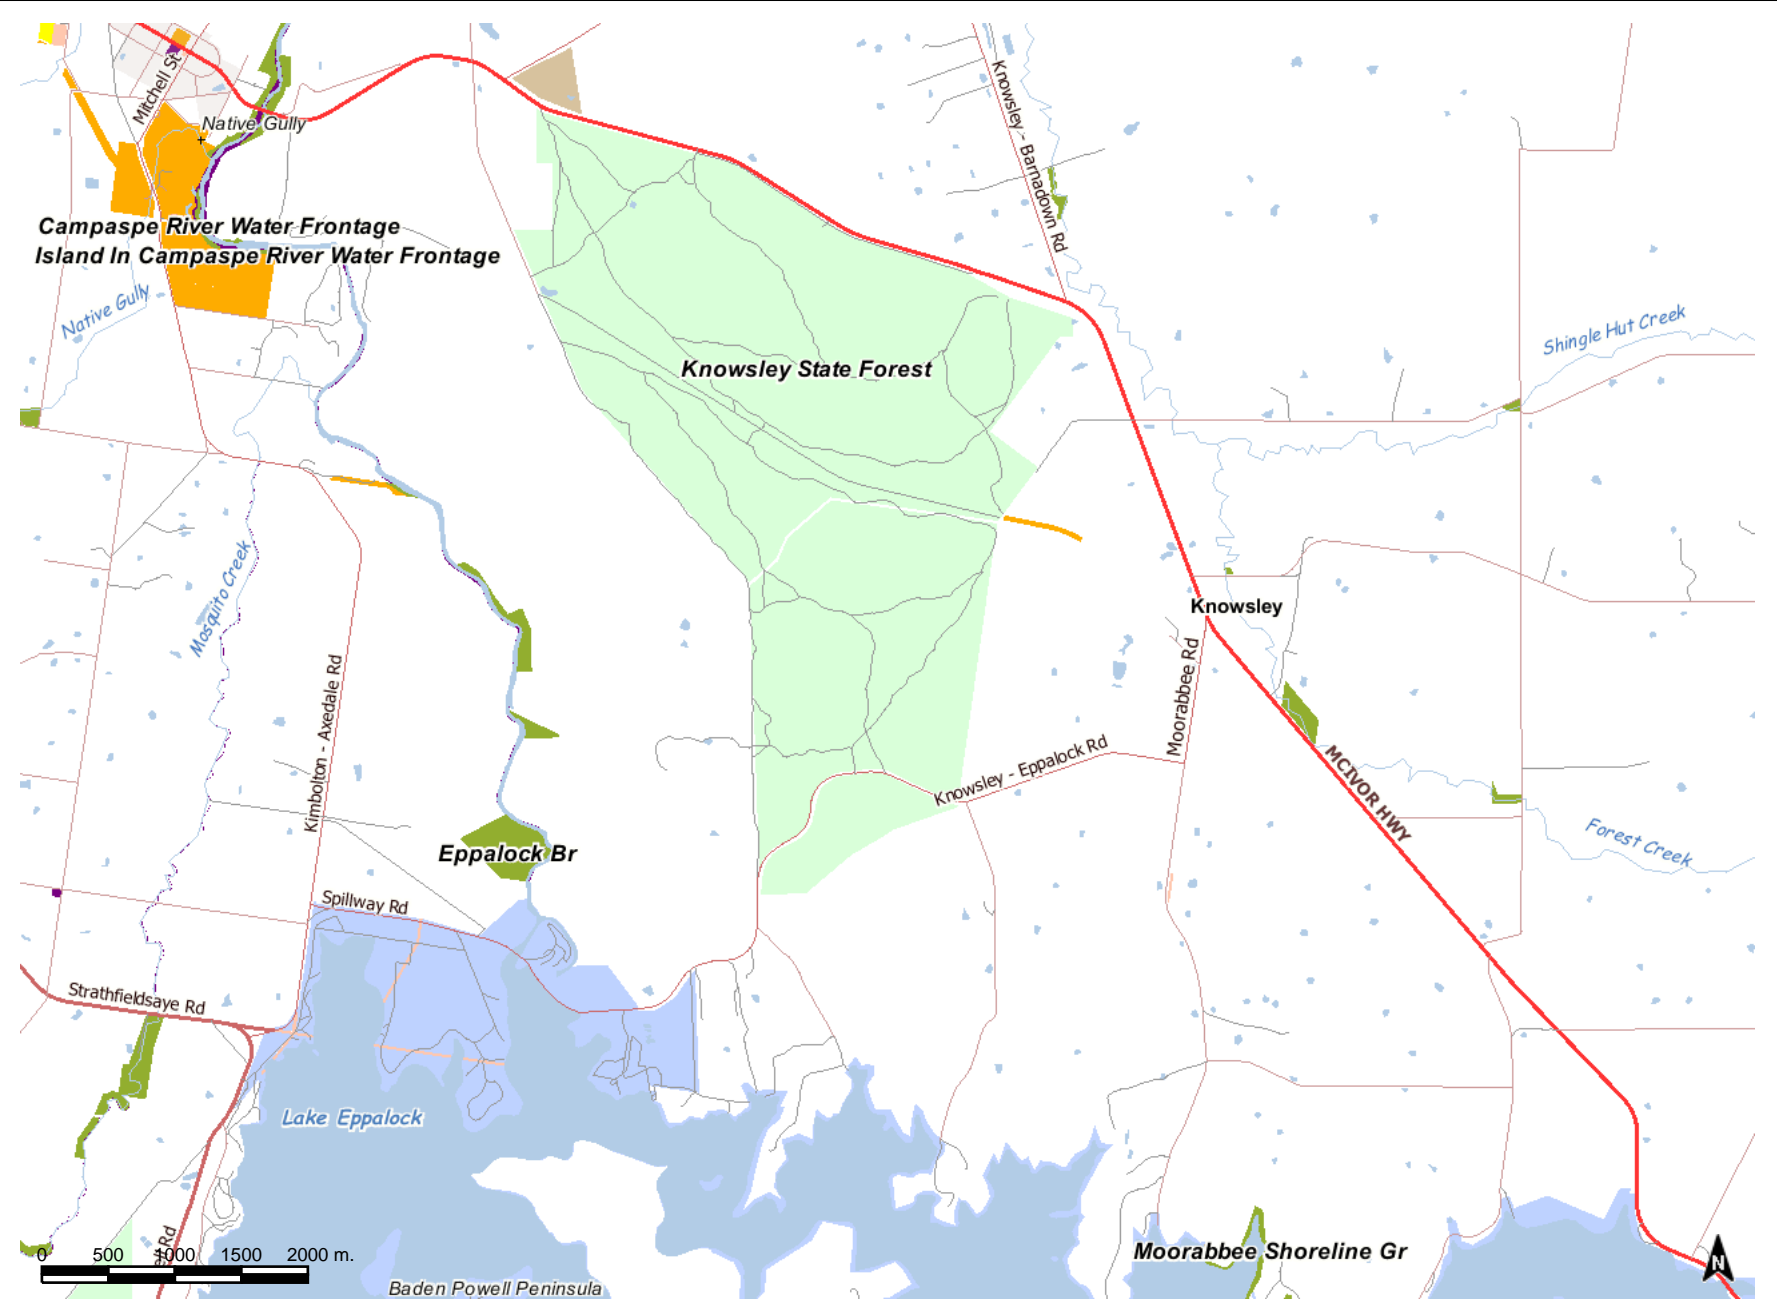 Mitchell St
Native Gully
Knowsley - Barnadown Rd
Campaspe River Water Frontage
Island In Campaspe River Water Frontage
Native Gully
Shingle Hut Creek
Knowsley State Forest
Mosquito Creek
Knowsley
Moorabbee Rd
Kimbolton - Axedale Rd
Knowsley - Eppalock Rd
MCIVOR HWY
Forest Creek
Eppalock Br
Spillway Rd
Strathfieldsaye Rd
Lake Eppalock
Moorabbee Shoreline Gr
Rd
0 500 1000 1500 2000 m.
Baden Powell Peninsula
N